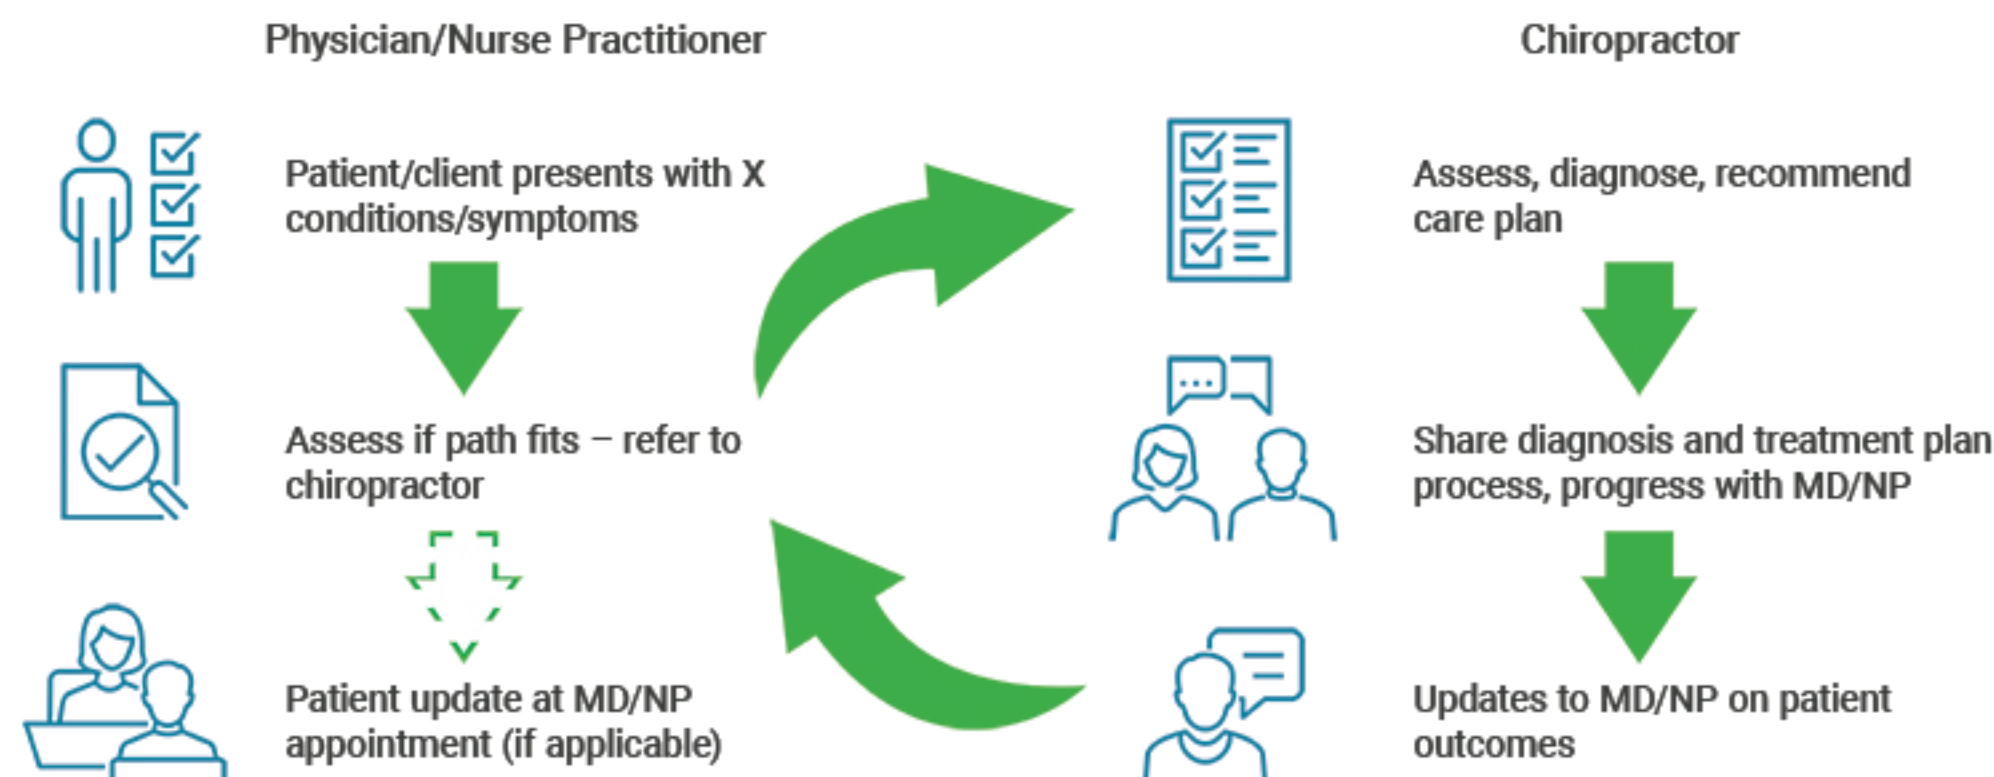 Physician/Nurse Practitioner
Patient/client presents with X
conditions/symptoms
Assess if path fits – refer to
chiropractor
Patient update at MD/NP
appointment (if applicable)
Chiropractor
Assess, diagnose, recommend
care plan
Share diagnosis and treatment plan
process, progress with MD/NP
Updates to MD/NP on patient
outcomes